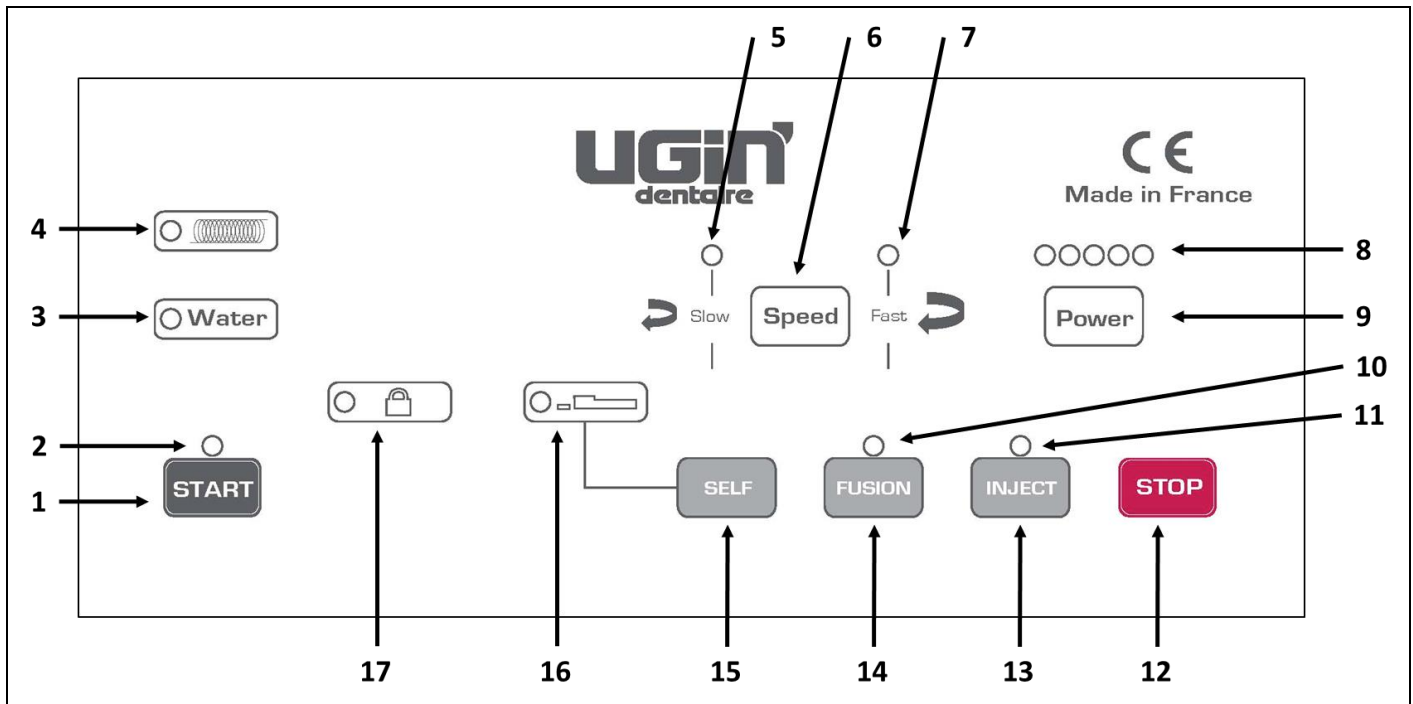 5 6 7
UGiN'
dentaire
CE
Made in France
4
8
3 Water
Slow Speed Fast
Power 9
10
11
2
1 START
SELF FUSION INJECT STOP
17 16 15 14 13 12